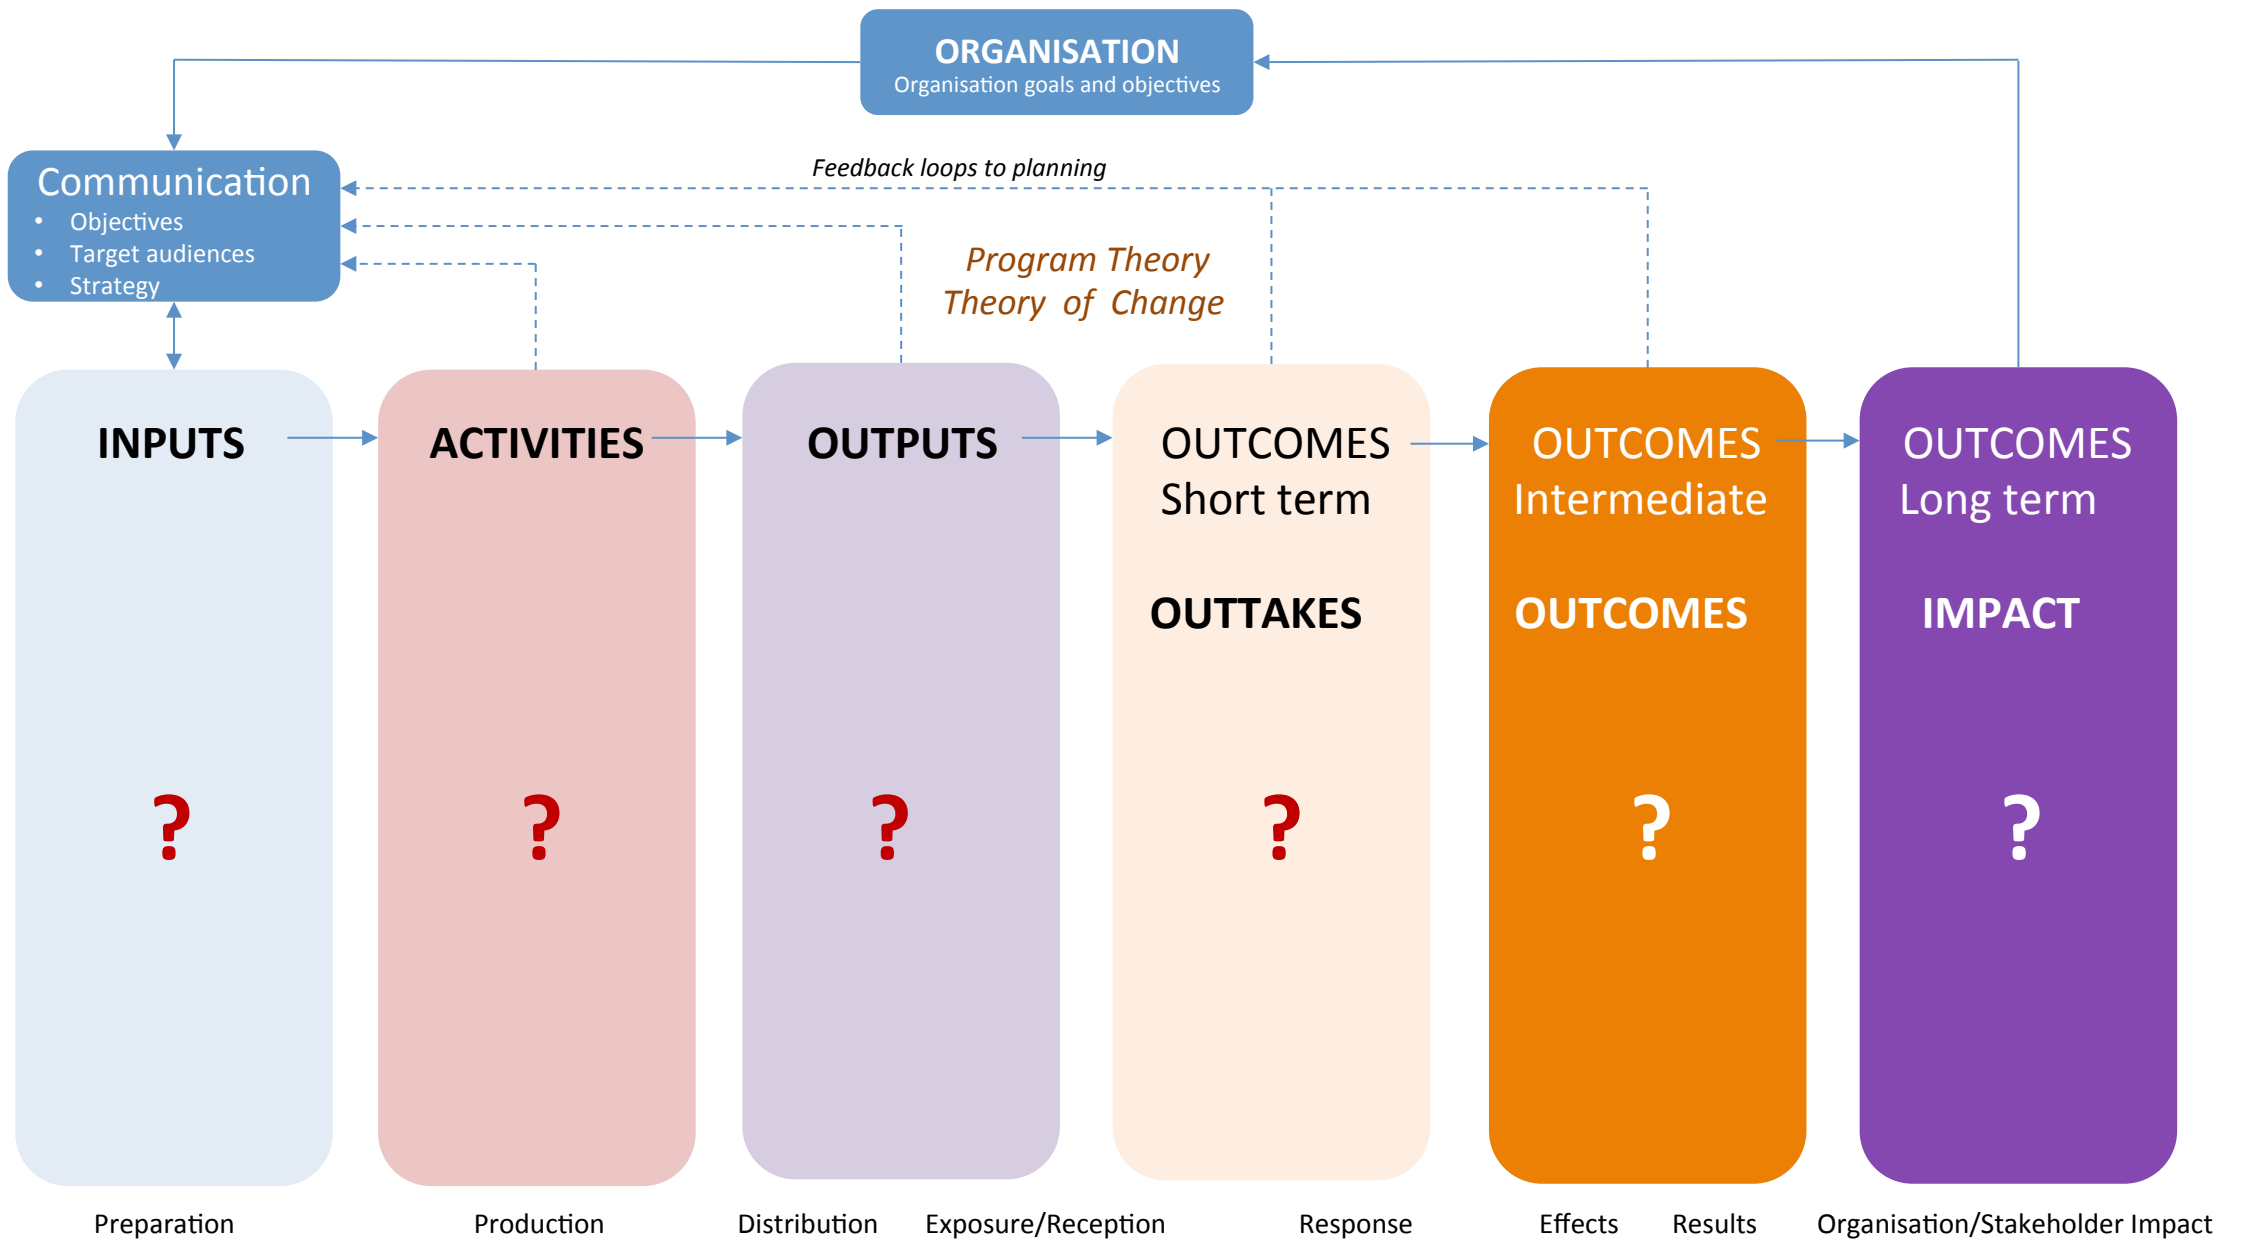 ORGANISATION
Organisation goals and objectives
Communication
• Objectives
• Target audiences
• Strategy
Feedback loops to planning
Program Theory
Theory of Change
INPUTS
?
ACTIVITIES
?
OUTPUTS
?
OUTCOMES
Short term
OUTTAKES
?
OUTCOMES
Intermediate
OUTCOMES
?
OUTCOMES
Long term
IMPACT
?
Preparation
Production
Distribution
Exposure/Reception
Response
Effects
Results
Organisation/Stakeholder Impact